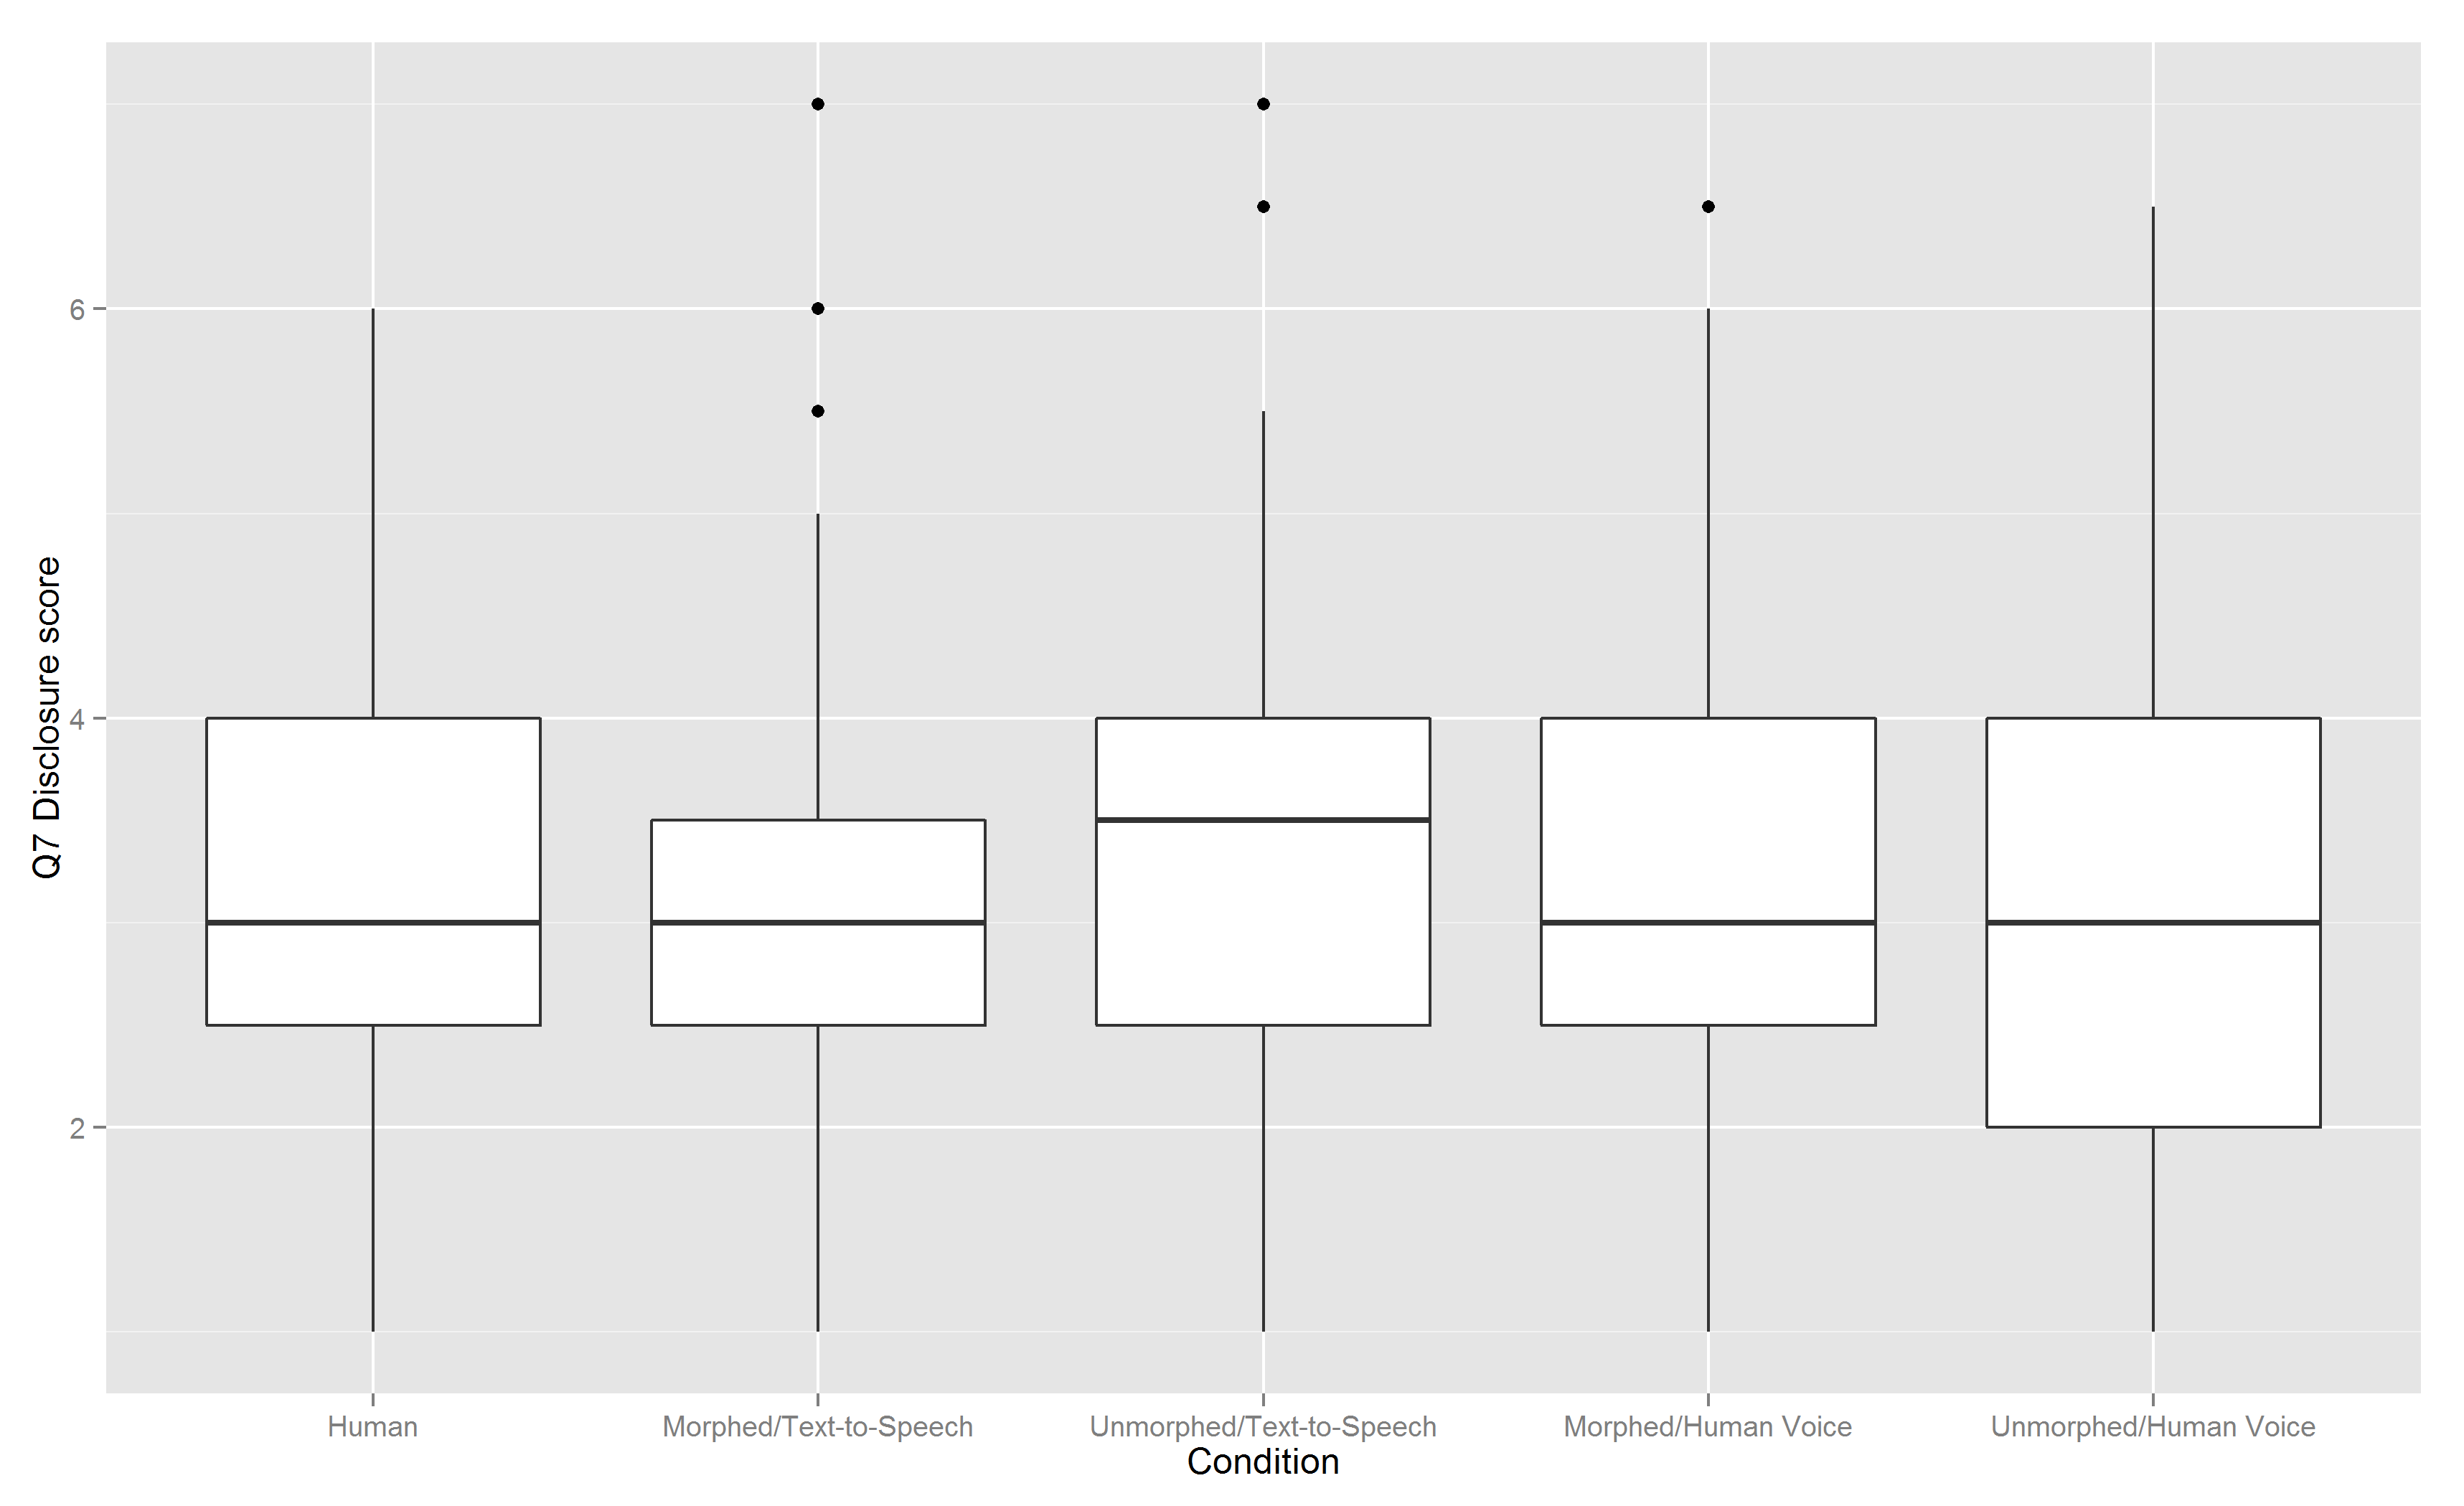 Q7 Disclosure score
6
4
2
Human
Morphed/Text-to-Speech
Unmorphed/Text-to-Speech
Morphed/Human Voice
Unmorphed/Human Voice
Condition